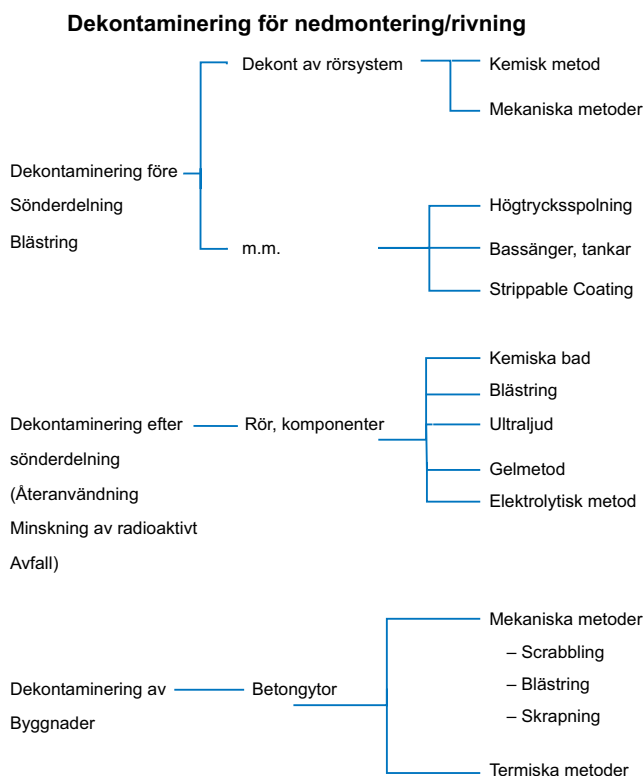 Dekontaminering för nedmontering/rivning
Dekont av rörsystem
Kemisk metod
Mekaniska metoder
Dekontaminering före
Sönderdelning
Blästring
m.m.
Högtrycksspolning
Bassänger, tankar
Strippable Coating
Dekontaminering efter
sönderdelning
(Återanvändning
Minskning av radioaktivt
Avfall)
Rör, komponenter
Kemiska bad
Blästring
Ultraljud
Gelmetod
Elektrolytisk metod
Dekontaminering av
Byggnader
Betongytor
Mekaniska metoder
– Scrabbling
– Blästring
– Skrapning
Termiska metoder